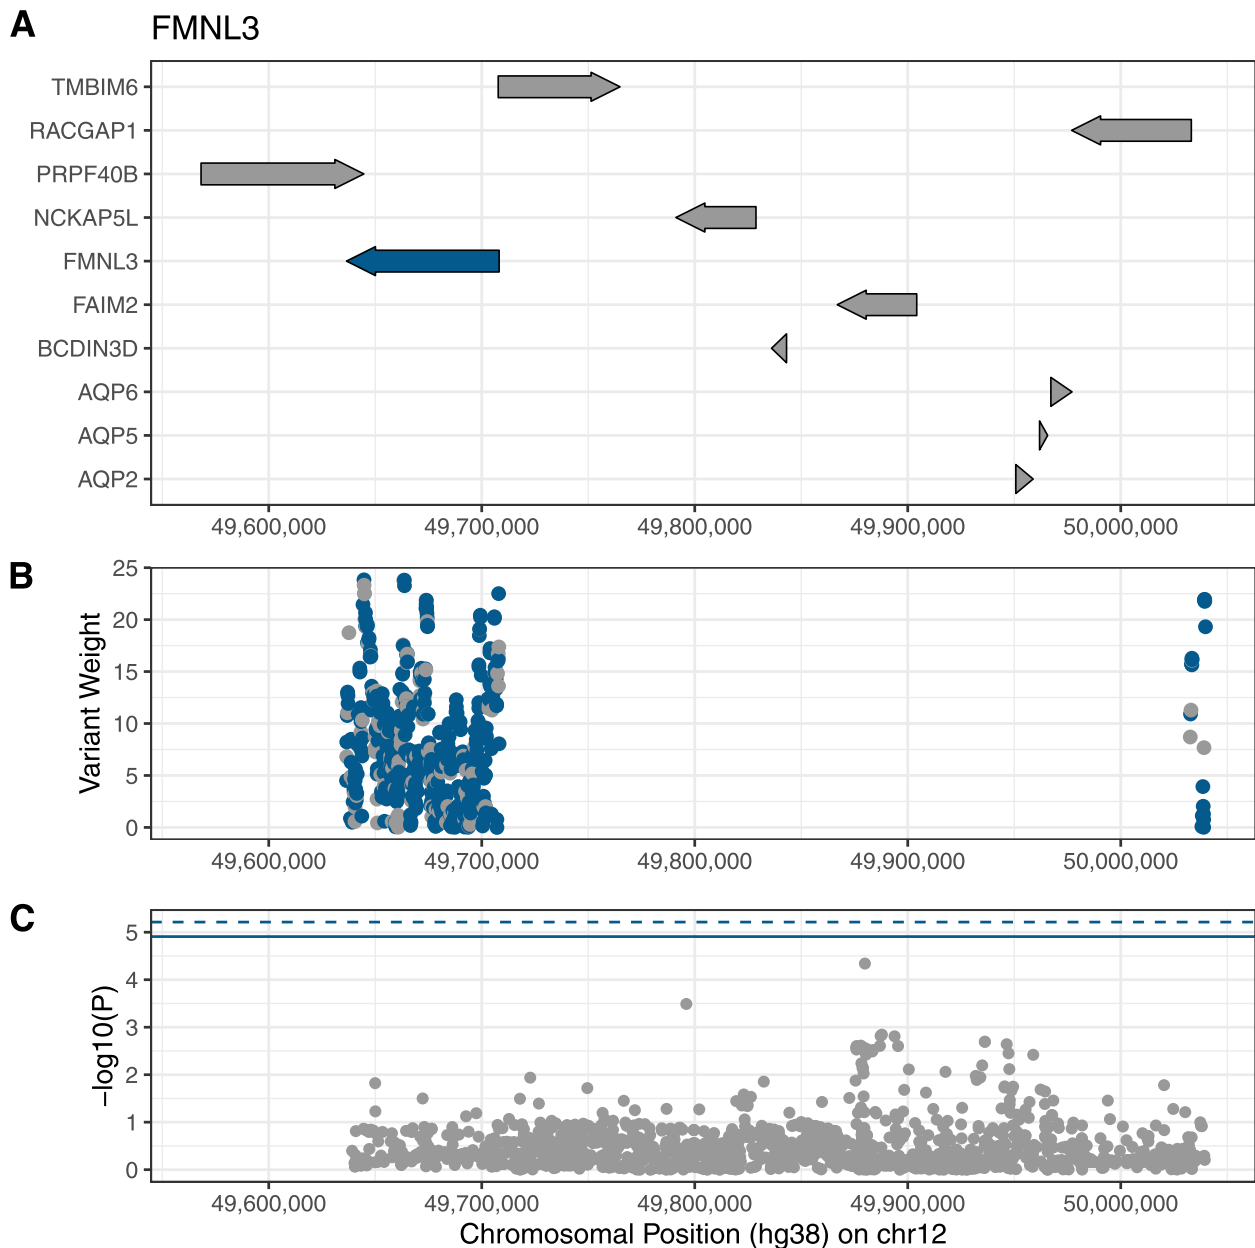 A
FMNL3
TMBIM6
RACGAP1
PRPF40B
NCKAP5L
FMNL3
FAIM2
BCDIN3D
AQP6
AQP5
AQP2
49,600,000 49,700,000 49,800,000 49,900,000 50,000,000
B
Variant Weight
25
20
15
10
5
0
49,600,000 49,700,000 49,800,000 49,900,000 50,000,000
C
−log10(P)
5
4
3
2
1
0
49,600,000 49,700,000 49,800,000 49,900,000 50,000,000
Chromosomal Position (hg38) on chr12